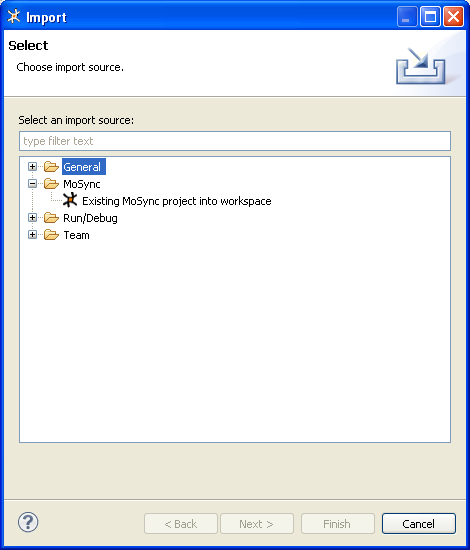 Import
Select
Choose import source.
Select an import source:
type filter text
General
MoSync
Existing MoSync project into workspace
Run/Debug
Team
< Back
Next >
Finish
Cancel